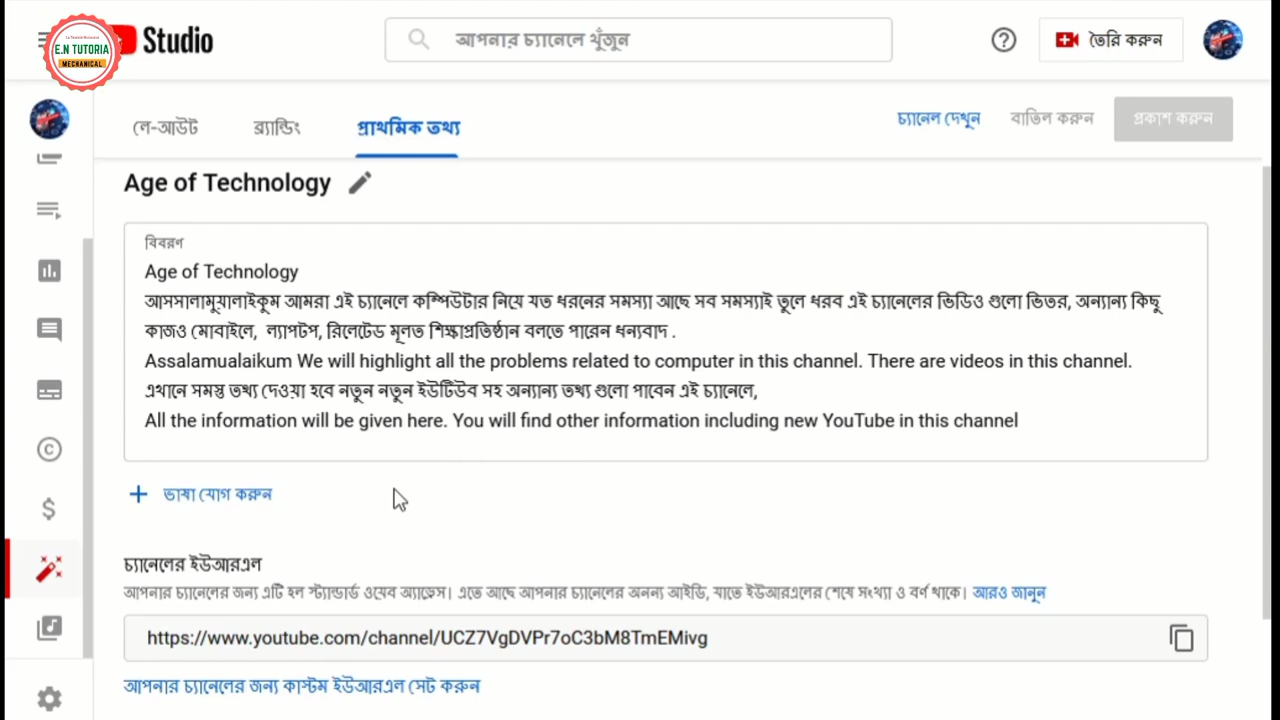 E.N TUTORIA
MECHANICAL
Studio
আপনার চ্যানেলে খুঁজুন
তৈরি করুন
লে-আউট
ব্র্যান্ডিং
প্রাথমিক তথ্য
চ্যানেল দেখুন
বাতিল করুন
প্রকাশ করুন
Age of Technology
বিবরণ
Age of Technology
আসসালামুয়ালাইকুম আমরা এই চ্যানেলে কম্পিউটার নিয়ে যত ধরনের সমস্যা আছে সব সমস্যাই তুলে ধরব এই চ্যানেলের ভিডিও গুলো ভিতর, অন্যান্য কিছু
কাজও মোবাইলে, ল্যাপটপ, রিলেটেড মূলত শিক্ষাপ্রতিষ্ঠান বলতে পারেন ধন্যবাদ .
Assalamualaikum We will highlight all the problems related to computer in this channel. There are videos in this channel.
এখানে সমস্ত তথ্য দেওয়া হবে নতুন নতুন ইউটিউব সহ অন্যান্য তথ্য গুলো পাবেন এই চ্যানেলে,
All the information will be given here. You will find other information including new YouTube in this channel
ভাষা যোগ করুন
চ্যানেলের ইউআরএল
আপনার চ্যানেলের জন্য এটি হল স্ট্যান্ডার্ড ওয়েব অ্যাড্রেস। এতে আছে আপনার চ্যানেলের অনন্য আইডি, যাতে ইউআরএলের শেষে সংখ্যা ও বর্ণ থাকে। আরও জানুন
https://www.youtube.com/channel/UCZ7VgDVPr7oC3bM8TmEMivg
আপনার চ্যানেলের জন্য কাস্টম ইউআরএল সেট করুন